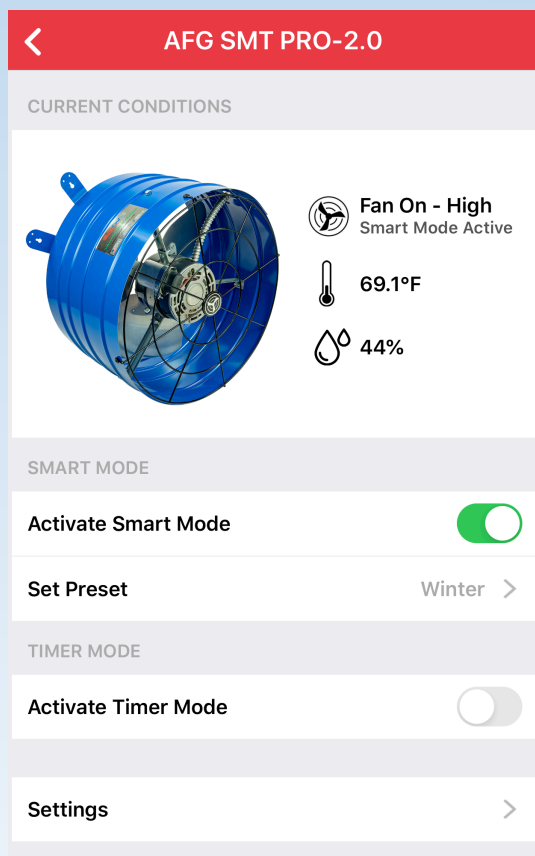 AFG SMT PRO-2.0
CURRENT CONDITIONS
Fan On - High
Smart Mode Active
69.1ºF
44%
SMART MODE
Activate Smart Mode
Set Preset Winter
TIMER MODE
Activate Timer Mode
Settings